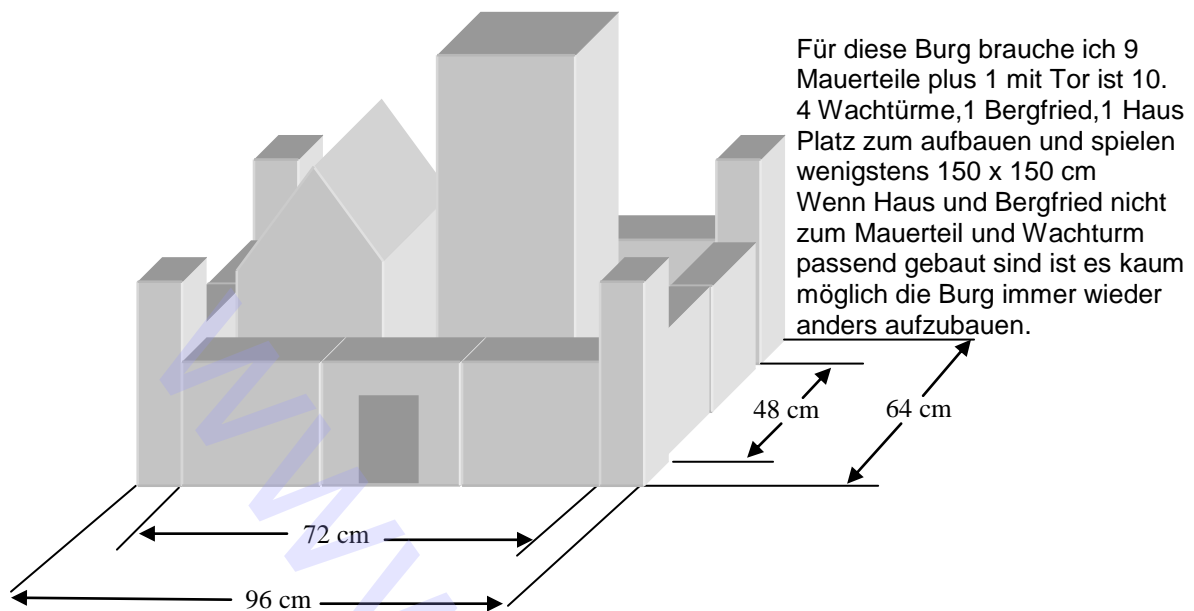 Für diese Burg brauche ich 9
Mauerteile plus 1 mit Tor ist 10.
4 Wachtürme,1 Bergfried,1 Haus
Platz zum aufbauen und spielen
wenigstens 150 x 150 cm
Wenn Haus und Bergfried nicht
zum Mauerteil und Wachturm
passend gebaut sind ist es kaum
möglich die Burg immer wieder
anders aufzubauen.
48 cm
64 cm
72 cm
96 cm
www